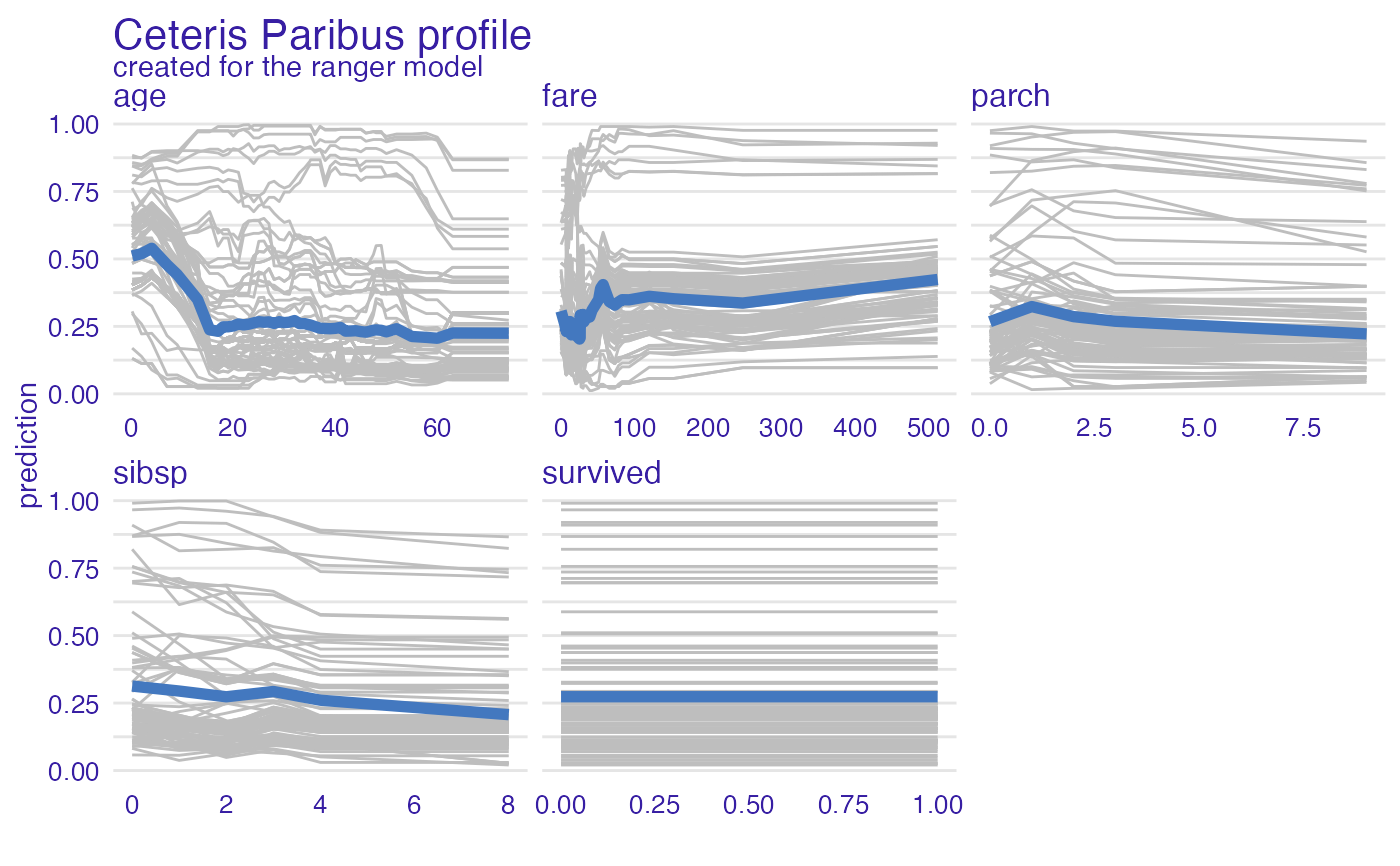 Ceteris Paribus profile
created for the ranger model
age
fare
parch
1.00
0.75
0.50
0.25
0.00
0 20 40 60
0 100 200 300 400 500
0.0 2.5 5.0 7.5
prediction
sibsp
survived
1.00
0.75
0.50
0.25
0.00
0 2 4 6 8
0.00 0.25 0.50 0.75 1.00